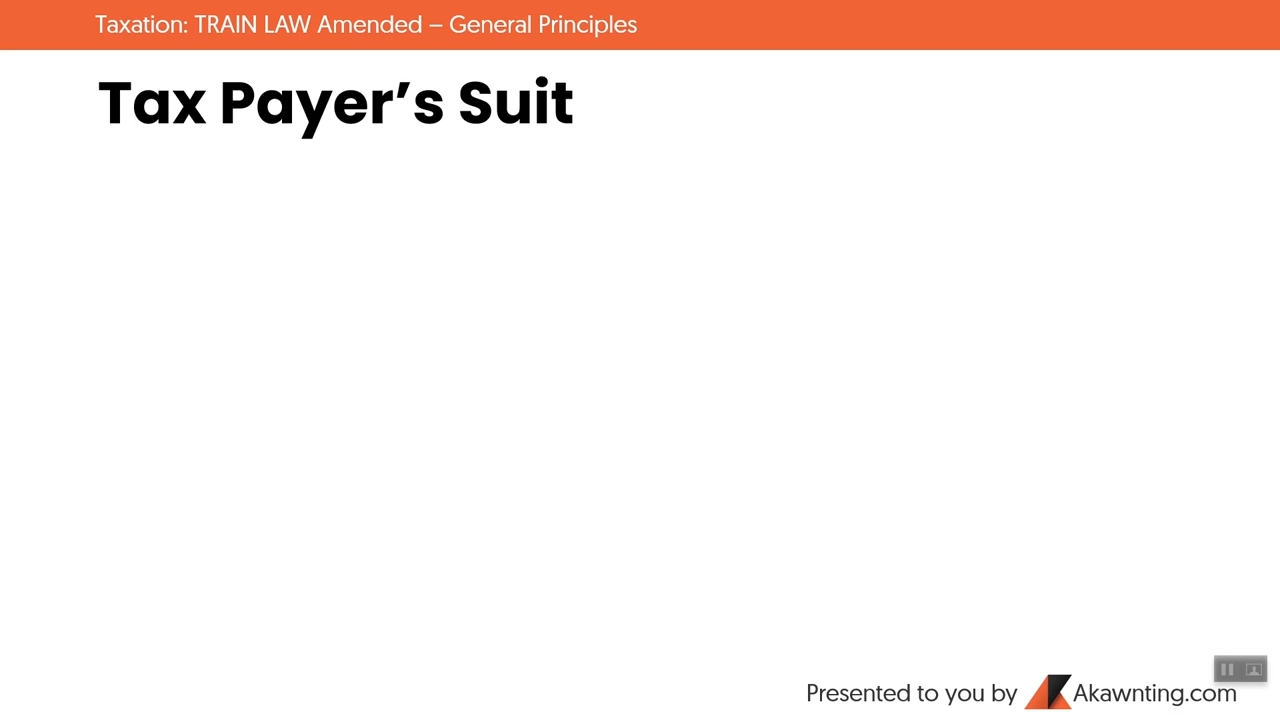 Taxation: TRAIN LAW Amended – General Principles
Tax Payer’s Suit
Presented to you by Akawnting.com